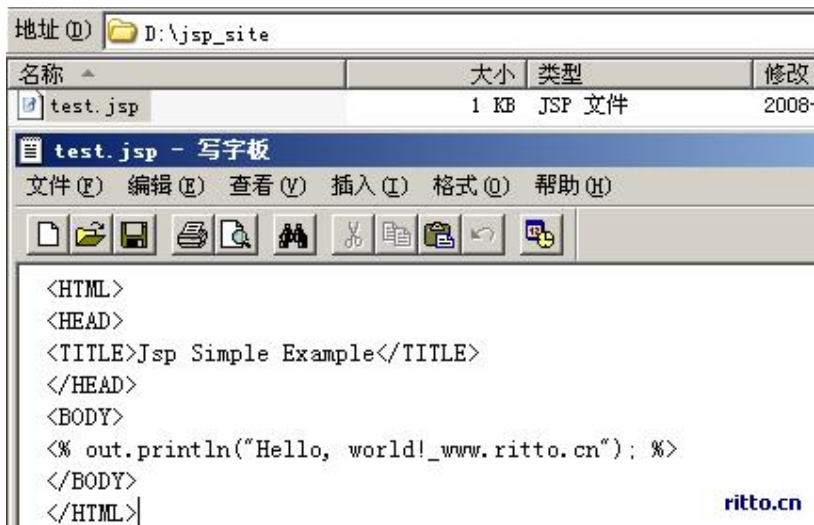 地址(D) D:\jsp_site
名称 大小 类型 修改
test.jsp 1 KB JSP 文件 2008-
test.jsp - 写字板
文件(F) 编辑(E) 查看(V) 插入(I) 格式(O) 帮助(H)
<HTML>
<HEAD>
<TITLE>Jsp Simple Example</TITLE>
</HEAD>
<BODY>
<% out.println("Hello, world!_www.ritto.cn"); %>
</BODY>
</HTML>
ritto.cn